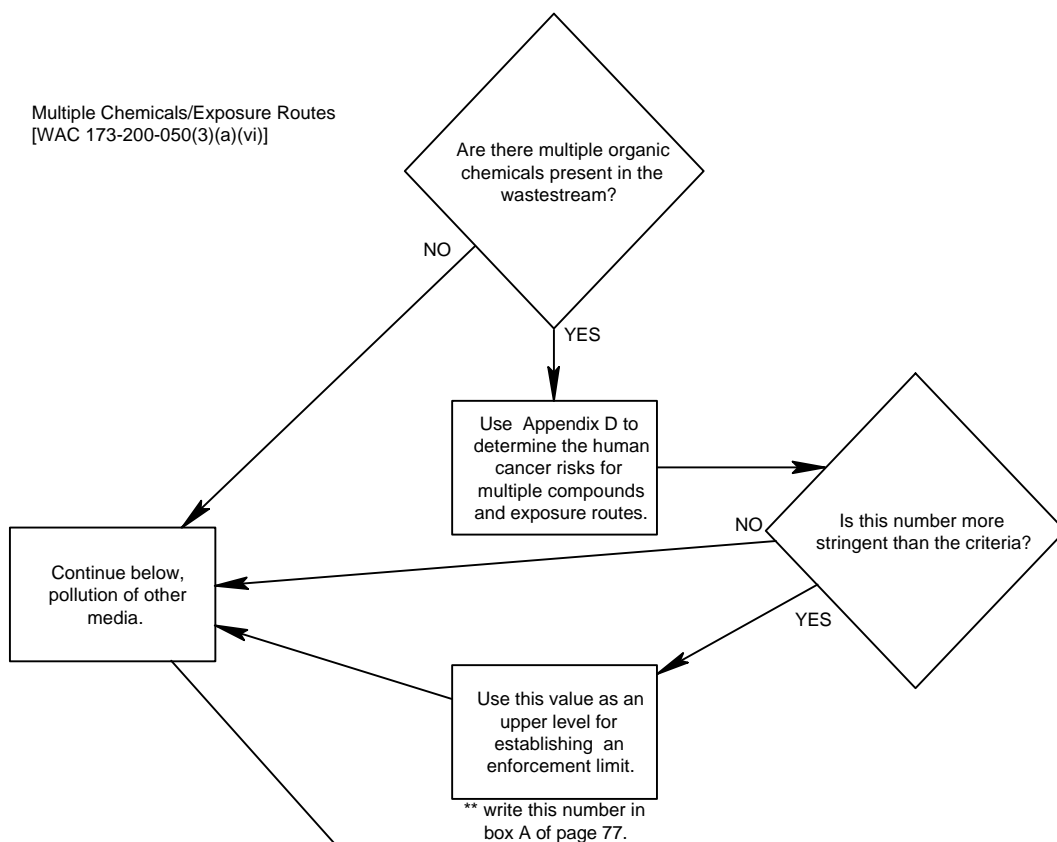 Multiple Chemicals/Exposure Routes
[WAC 173-200-050(3)(a)(vi)]
Are there multiple organic
chemicals present in the
wastestream?
NO
YES
Use Appendix D to
determine the human
cancer risks for
multiple compounds
and exposure routes.
Is this number more
stringent than the criteria?
NO
YES
Continue below,
pollution of other
media.
Use this value as an
upper level for
establishing an
enforcement limit.
** write this number in
box A of page 77.